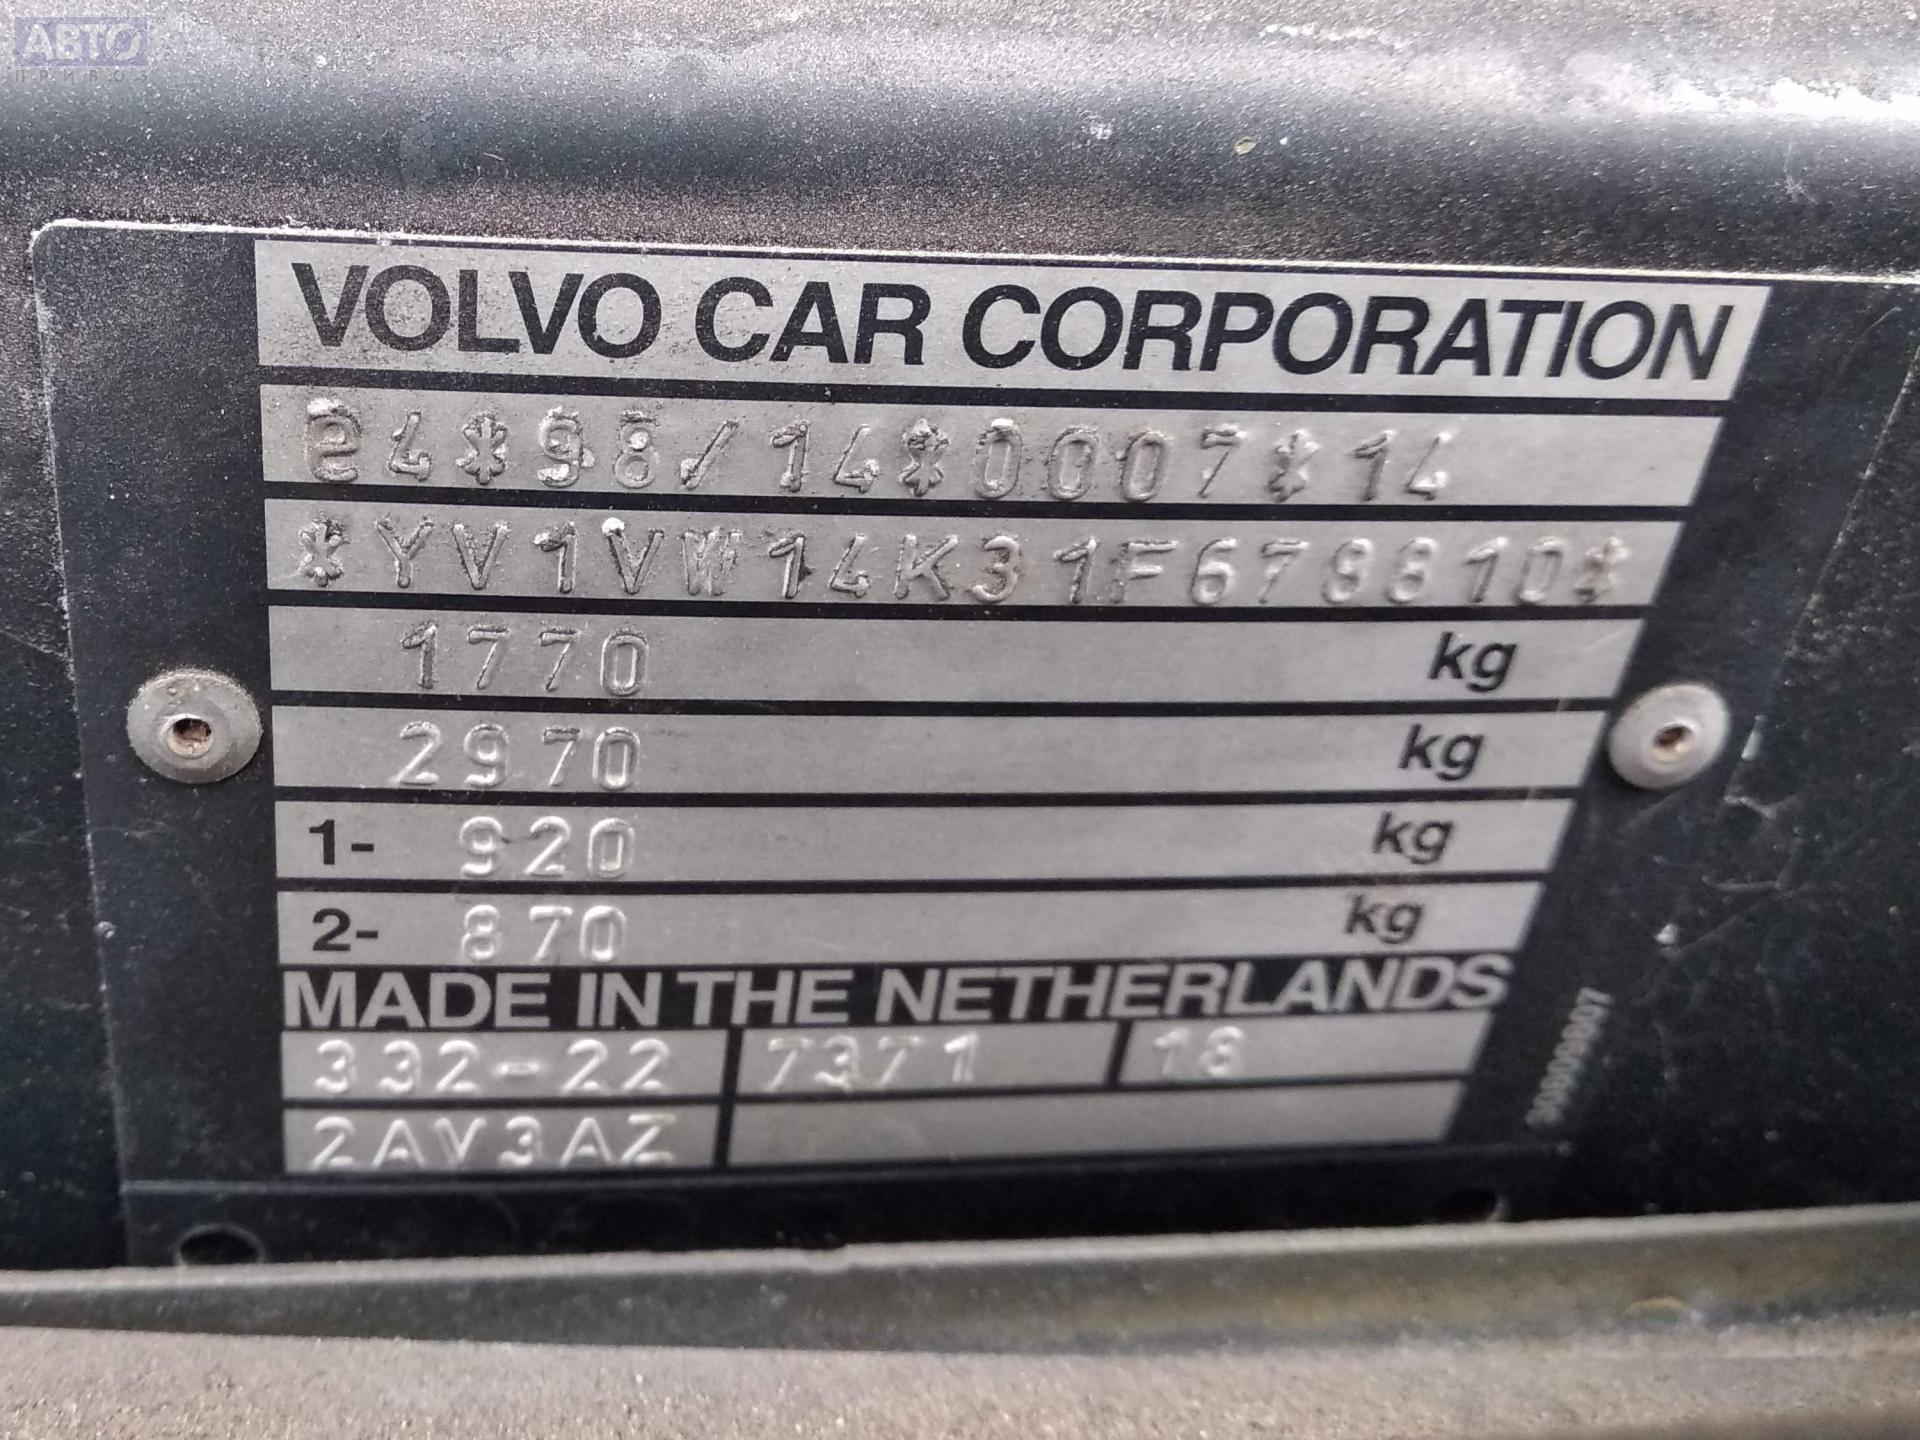 АВТО
ПРИВОЗ
VOLVO CAR CORPORATION
e4*98/14*0007*14
*YV1VW14K31F678810*
1770 kg
2970 kg
1- 920 kg
2- 870 kg
MADE IN THE NETHERLANDS
332-22 7371 18
2AV3AZ